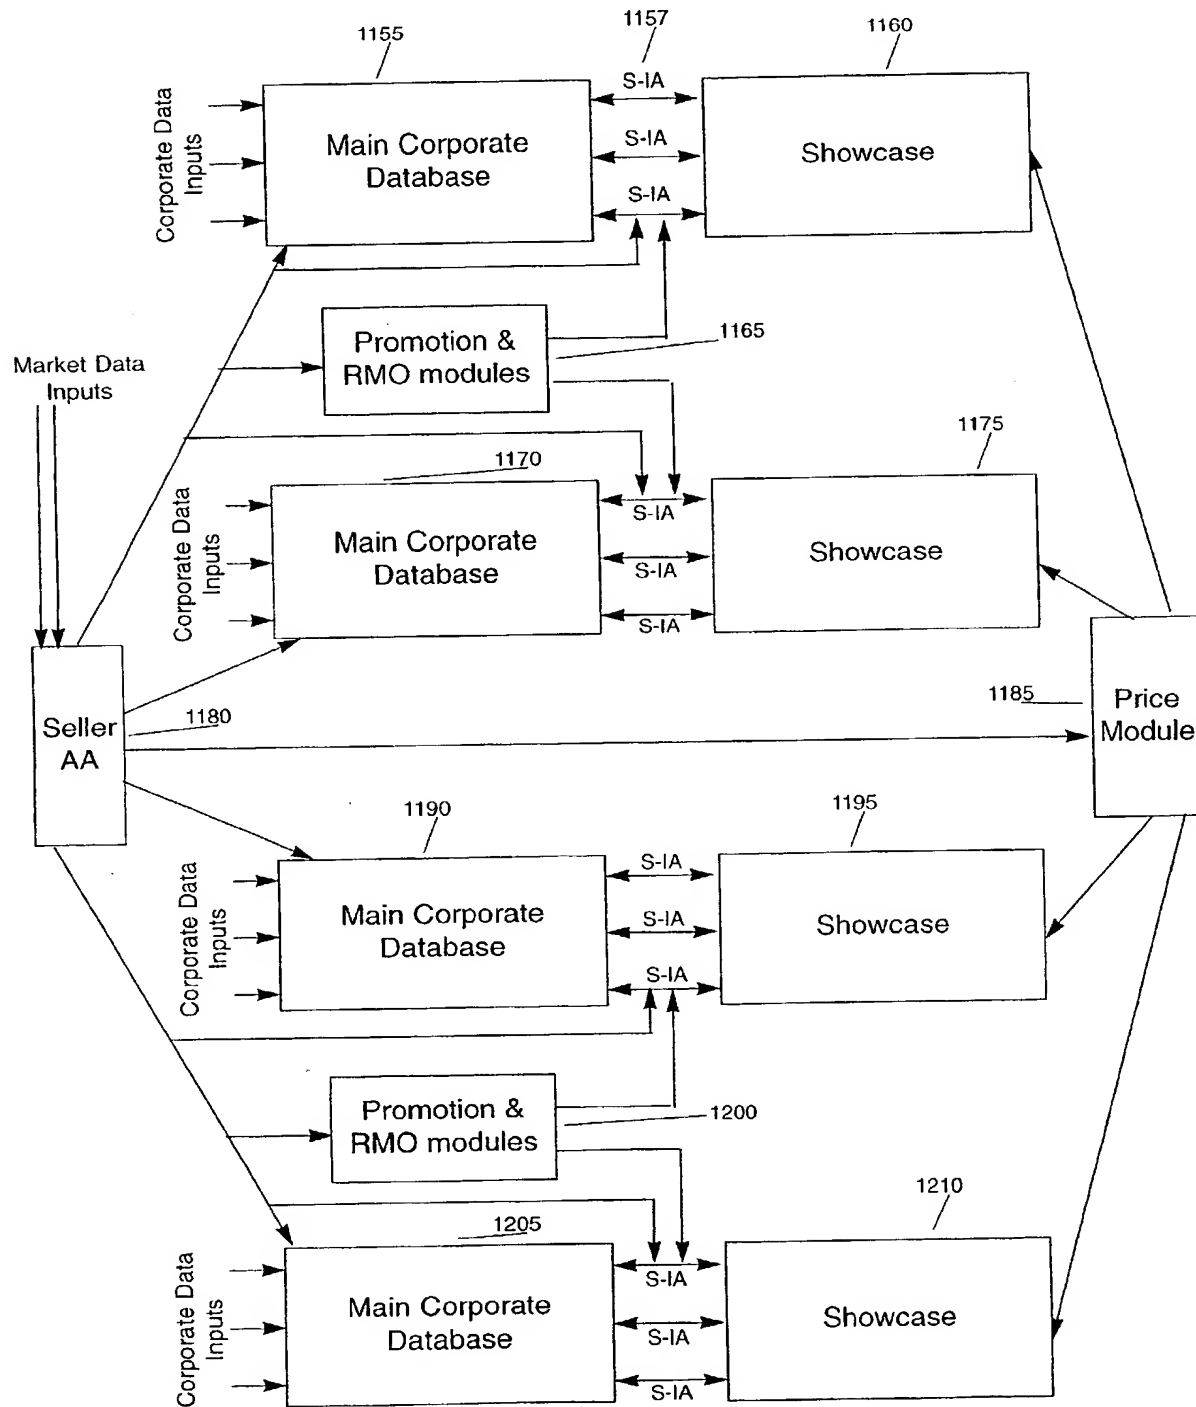 1155
1157
1160
S-IA
S-IA
S-IA
Corporate Data
Inputs
Main Corporate
Database
Showcase
Promotion &
RMO modules
1165
Market Data
Inputs
1170
1175
Corporate Data
Inputs
Main Corporate
Database
S-IA
S-IA
S-IA
Showcase
Seller
AA
1180
1185
Price
Module
1190
1195
Corporate Data
Inputs
Main Corporate
Database
S-IA
S-IA
S-IA
Showcase
Promotion &
RMO modules
1200
1205
1210
Corporate Data
Inputs
Main Corporate
Database
S-IA
S-IA
S-IA
Showcase